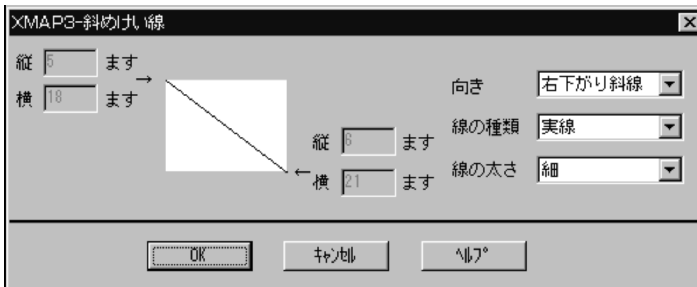 XMAP3-斜めけい線
縦 5 ます
横 18 ます
→
縦 6 ます
← 横 21 ます
向き 右下がり斜線
線の種類 実線
線の太さ 細
OK ｷｬﾝｾﾙ ﾍﾙﾌﾟ